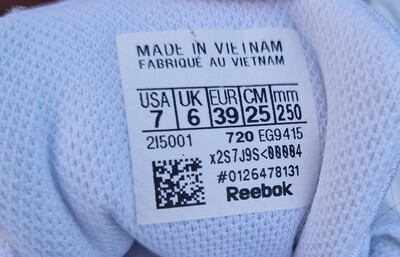 MADE IN VIETNAM
FABRIQUÉ AU VIETNAM
USA UK EUR CM mm
7 6 39 25 250
2I5001 720 EG9415
x2S7J9S<00004
#0126478131
Reebok